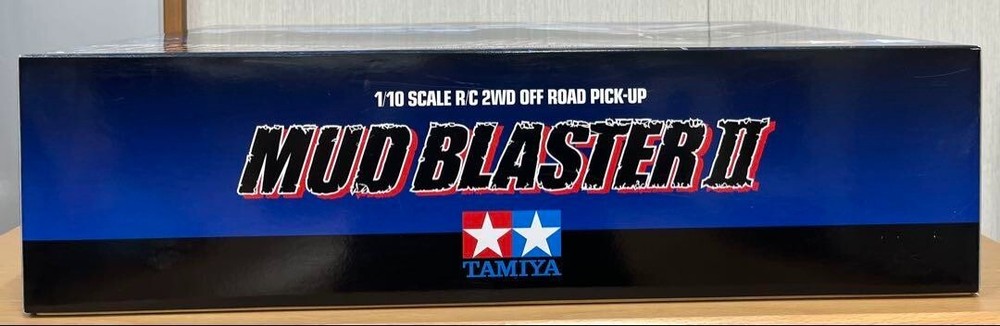 1/10 SCALE R/C 2WD OFF ROAD PICK-UP
MUD BLASTER II
TAMIYA